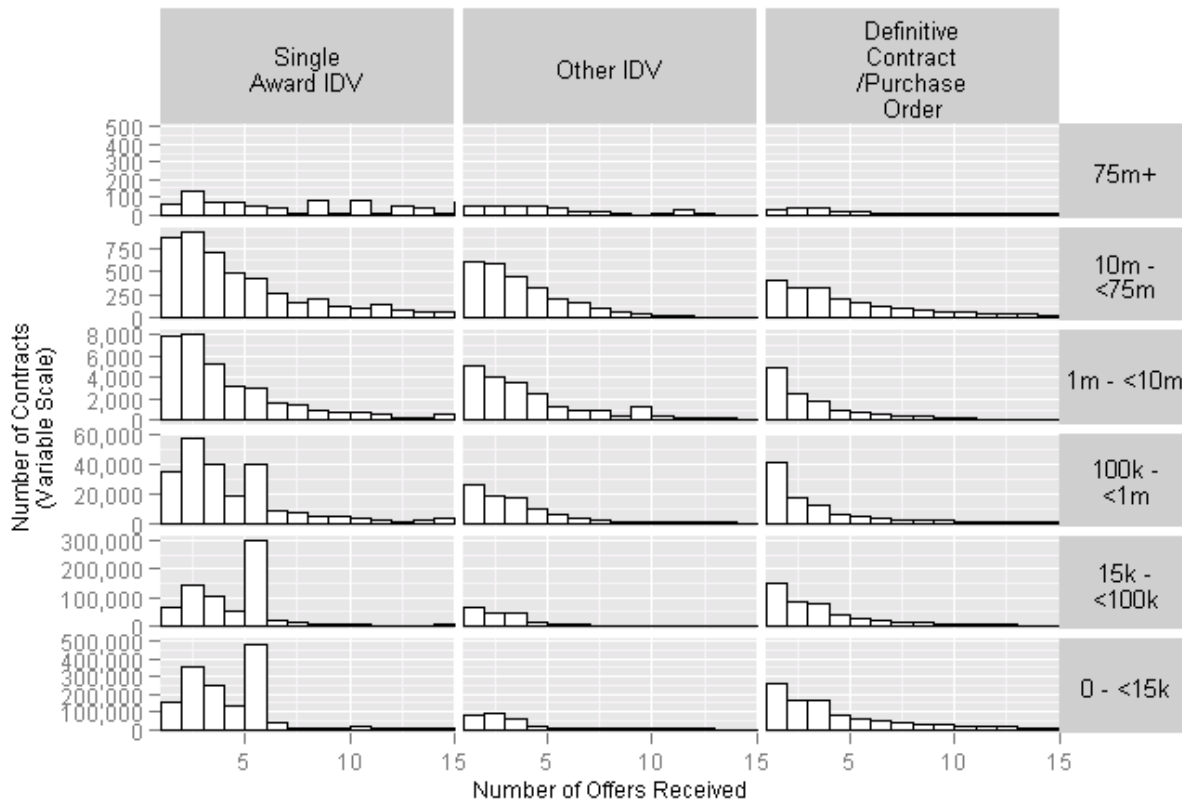 Single
Award IDV
Other IDV
Definitive
Contract
/Purchase
Order
500
400
300
200
100
0
75m+
750
500
250
0
10m -
<75m
8,000
6,000
4,000
2,000
0
1m - <10m
60,000
40,000
20,000
0
100k -
<1m
300,000
200,000
100,000
0
15k -
<100k
500,000
400,000
300,000
200,000
100,000
0
0 - <15k
Number of Contracts
(Variable Scale)
5 10 15 5 10 15 5 10 15
Number of Offers Received